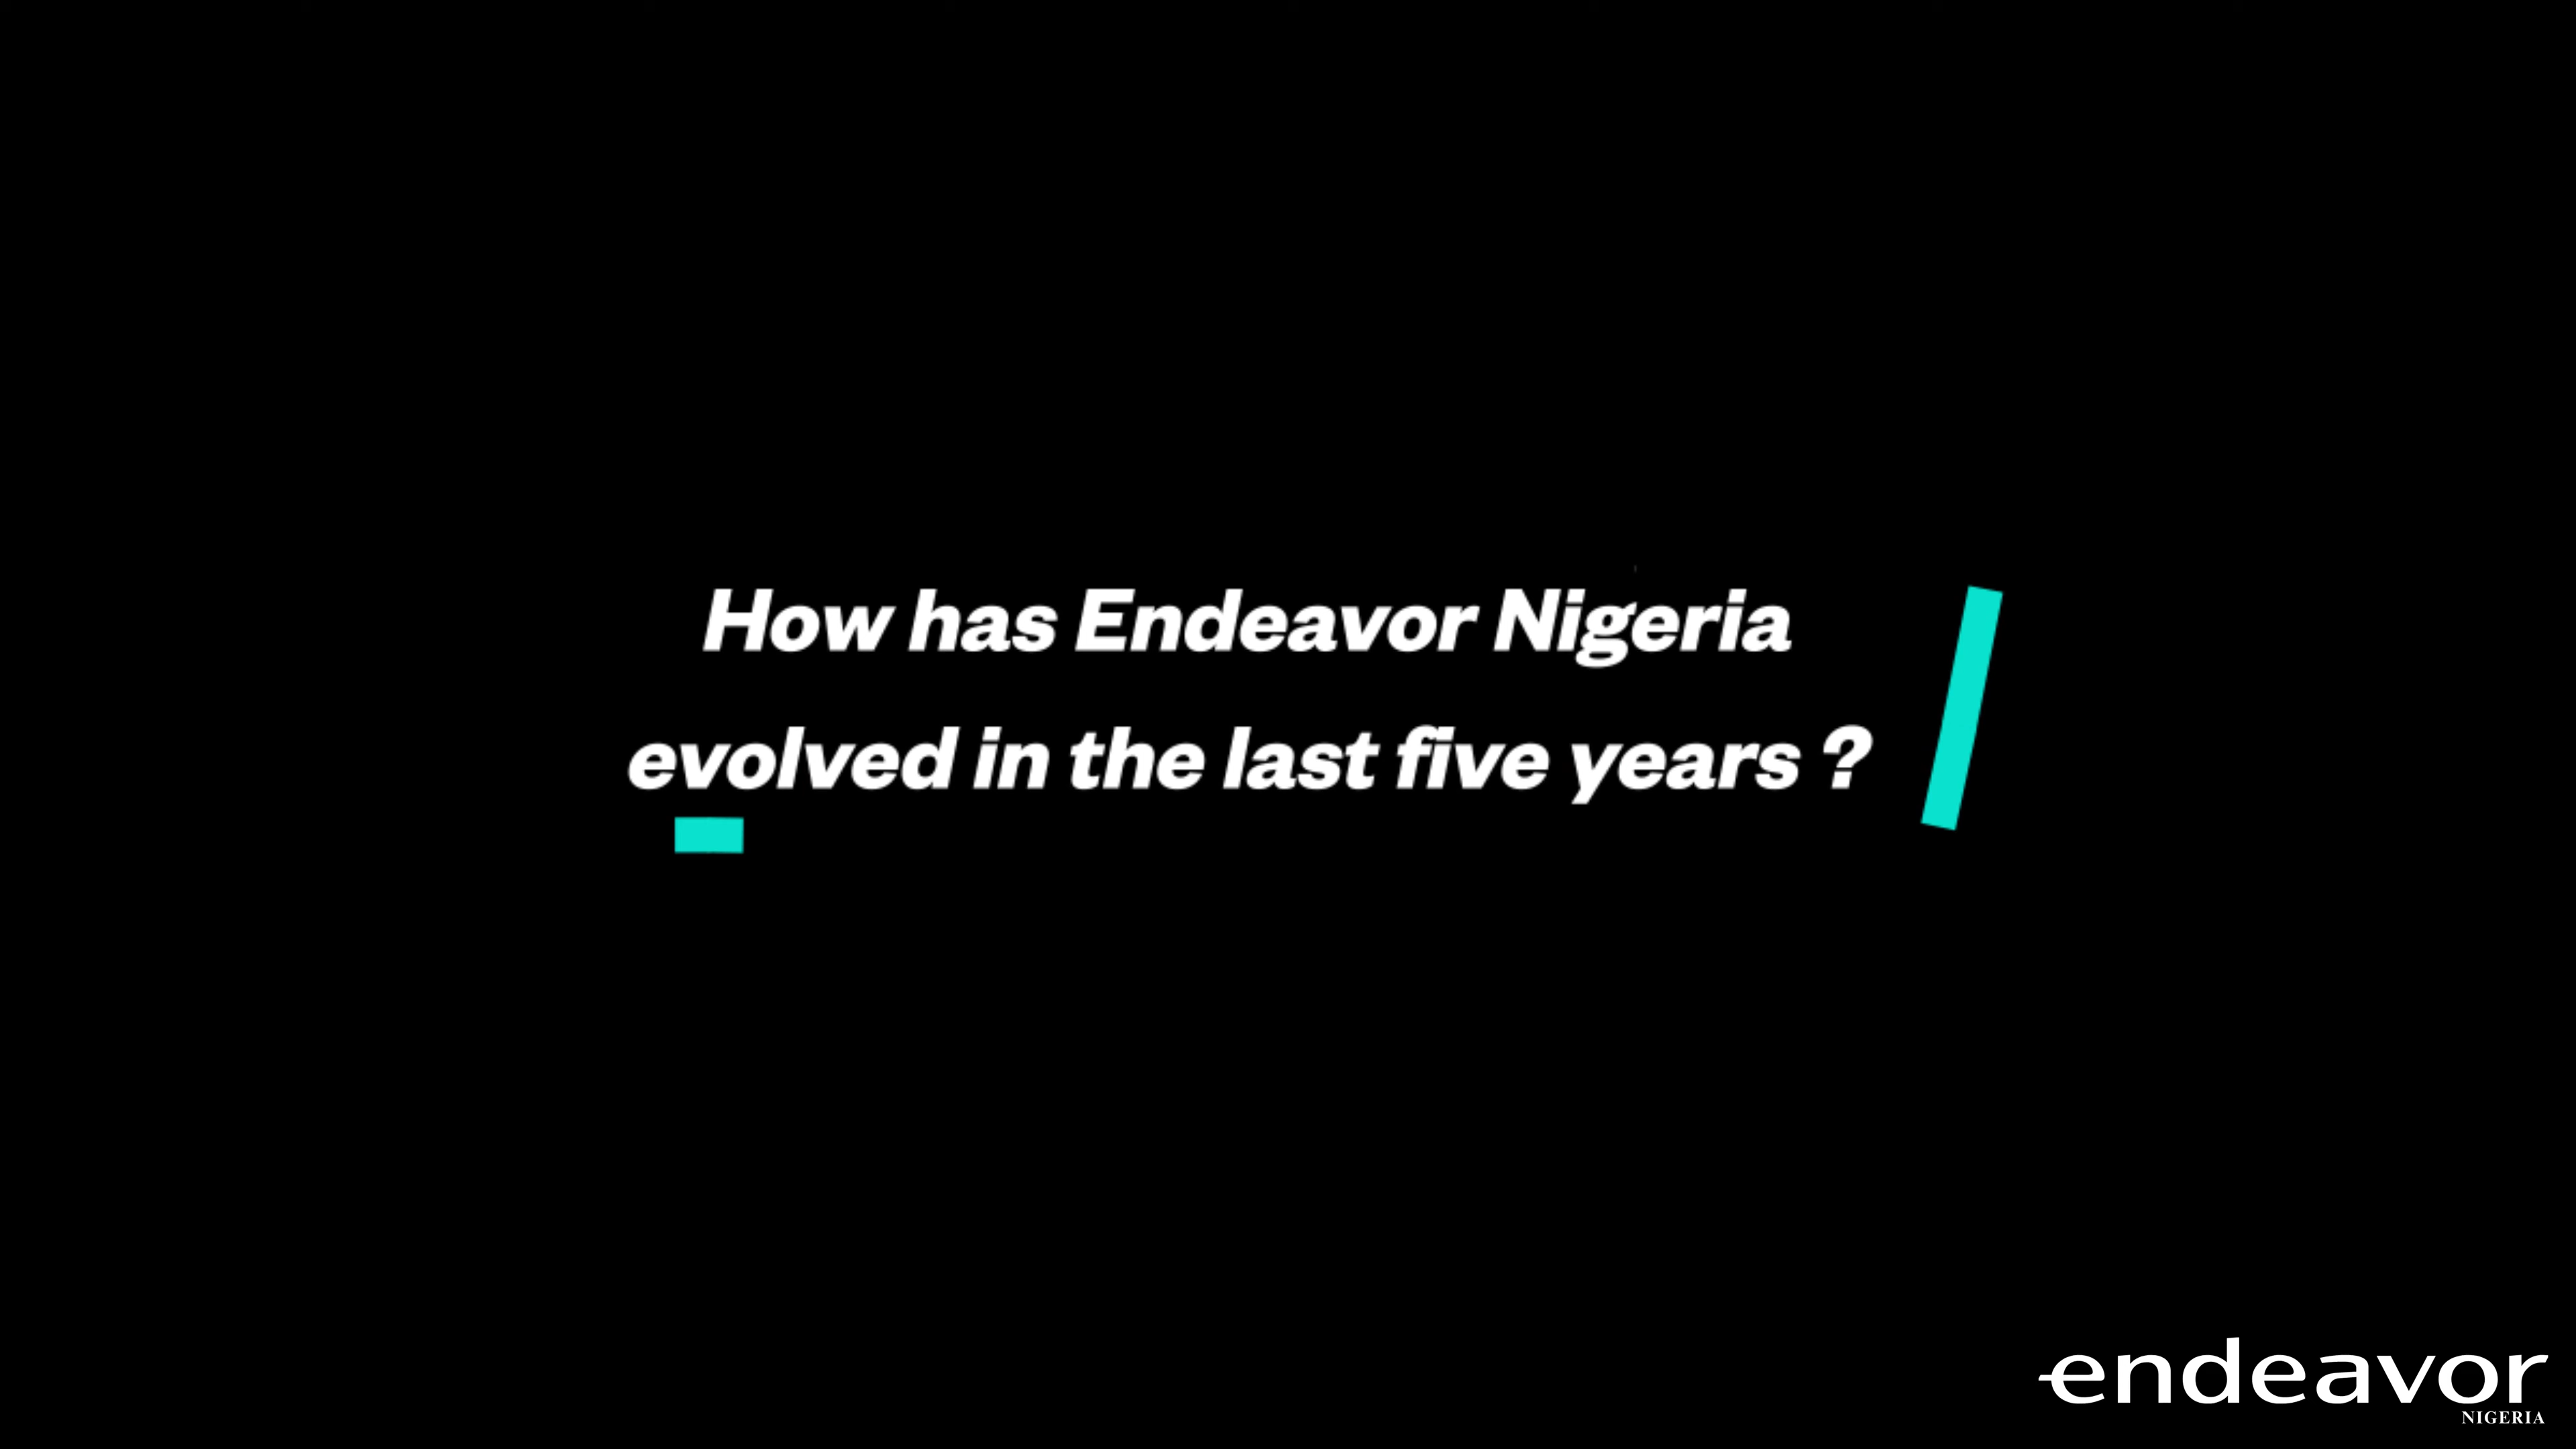 How has Endeavor Nigeria
evolved in the last five years ?
endeavor
NIGERIA